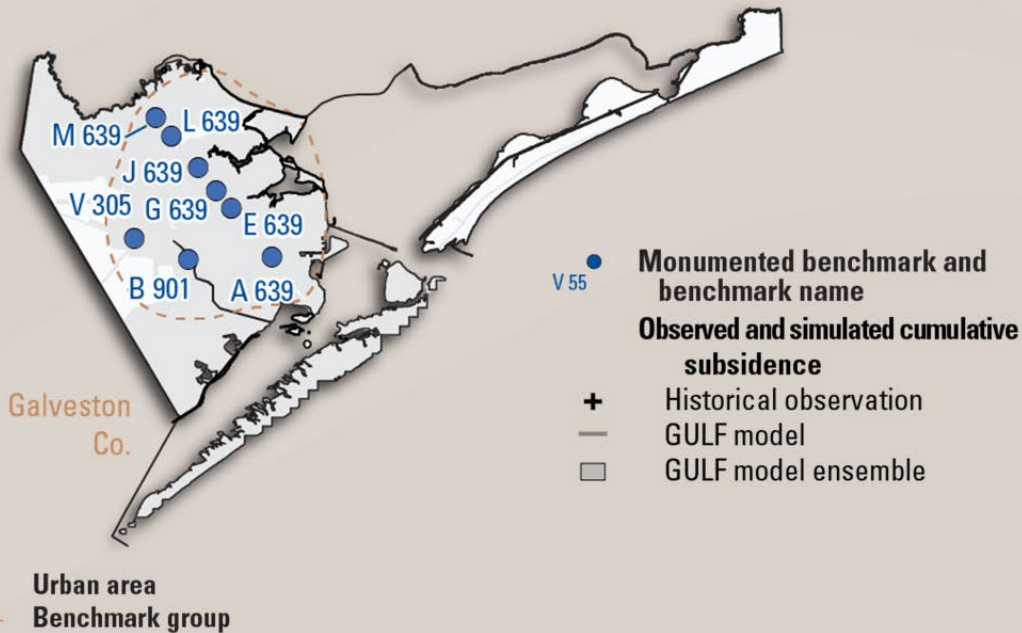 M 639
L 639
J 639
V 305
G 639
E 639
B 901
A 639
Galveston
Co.
V 55
Monumented benchmark and
benchmark name
Observed and simulated cumulative
subsidence
+ Historical observation
GULF model
GULF model ensemble
Urban area
Benchmark group